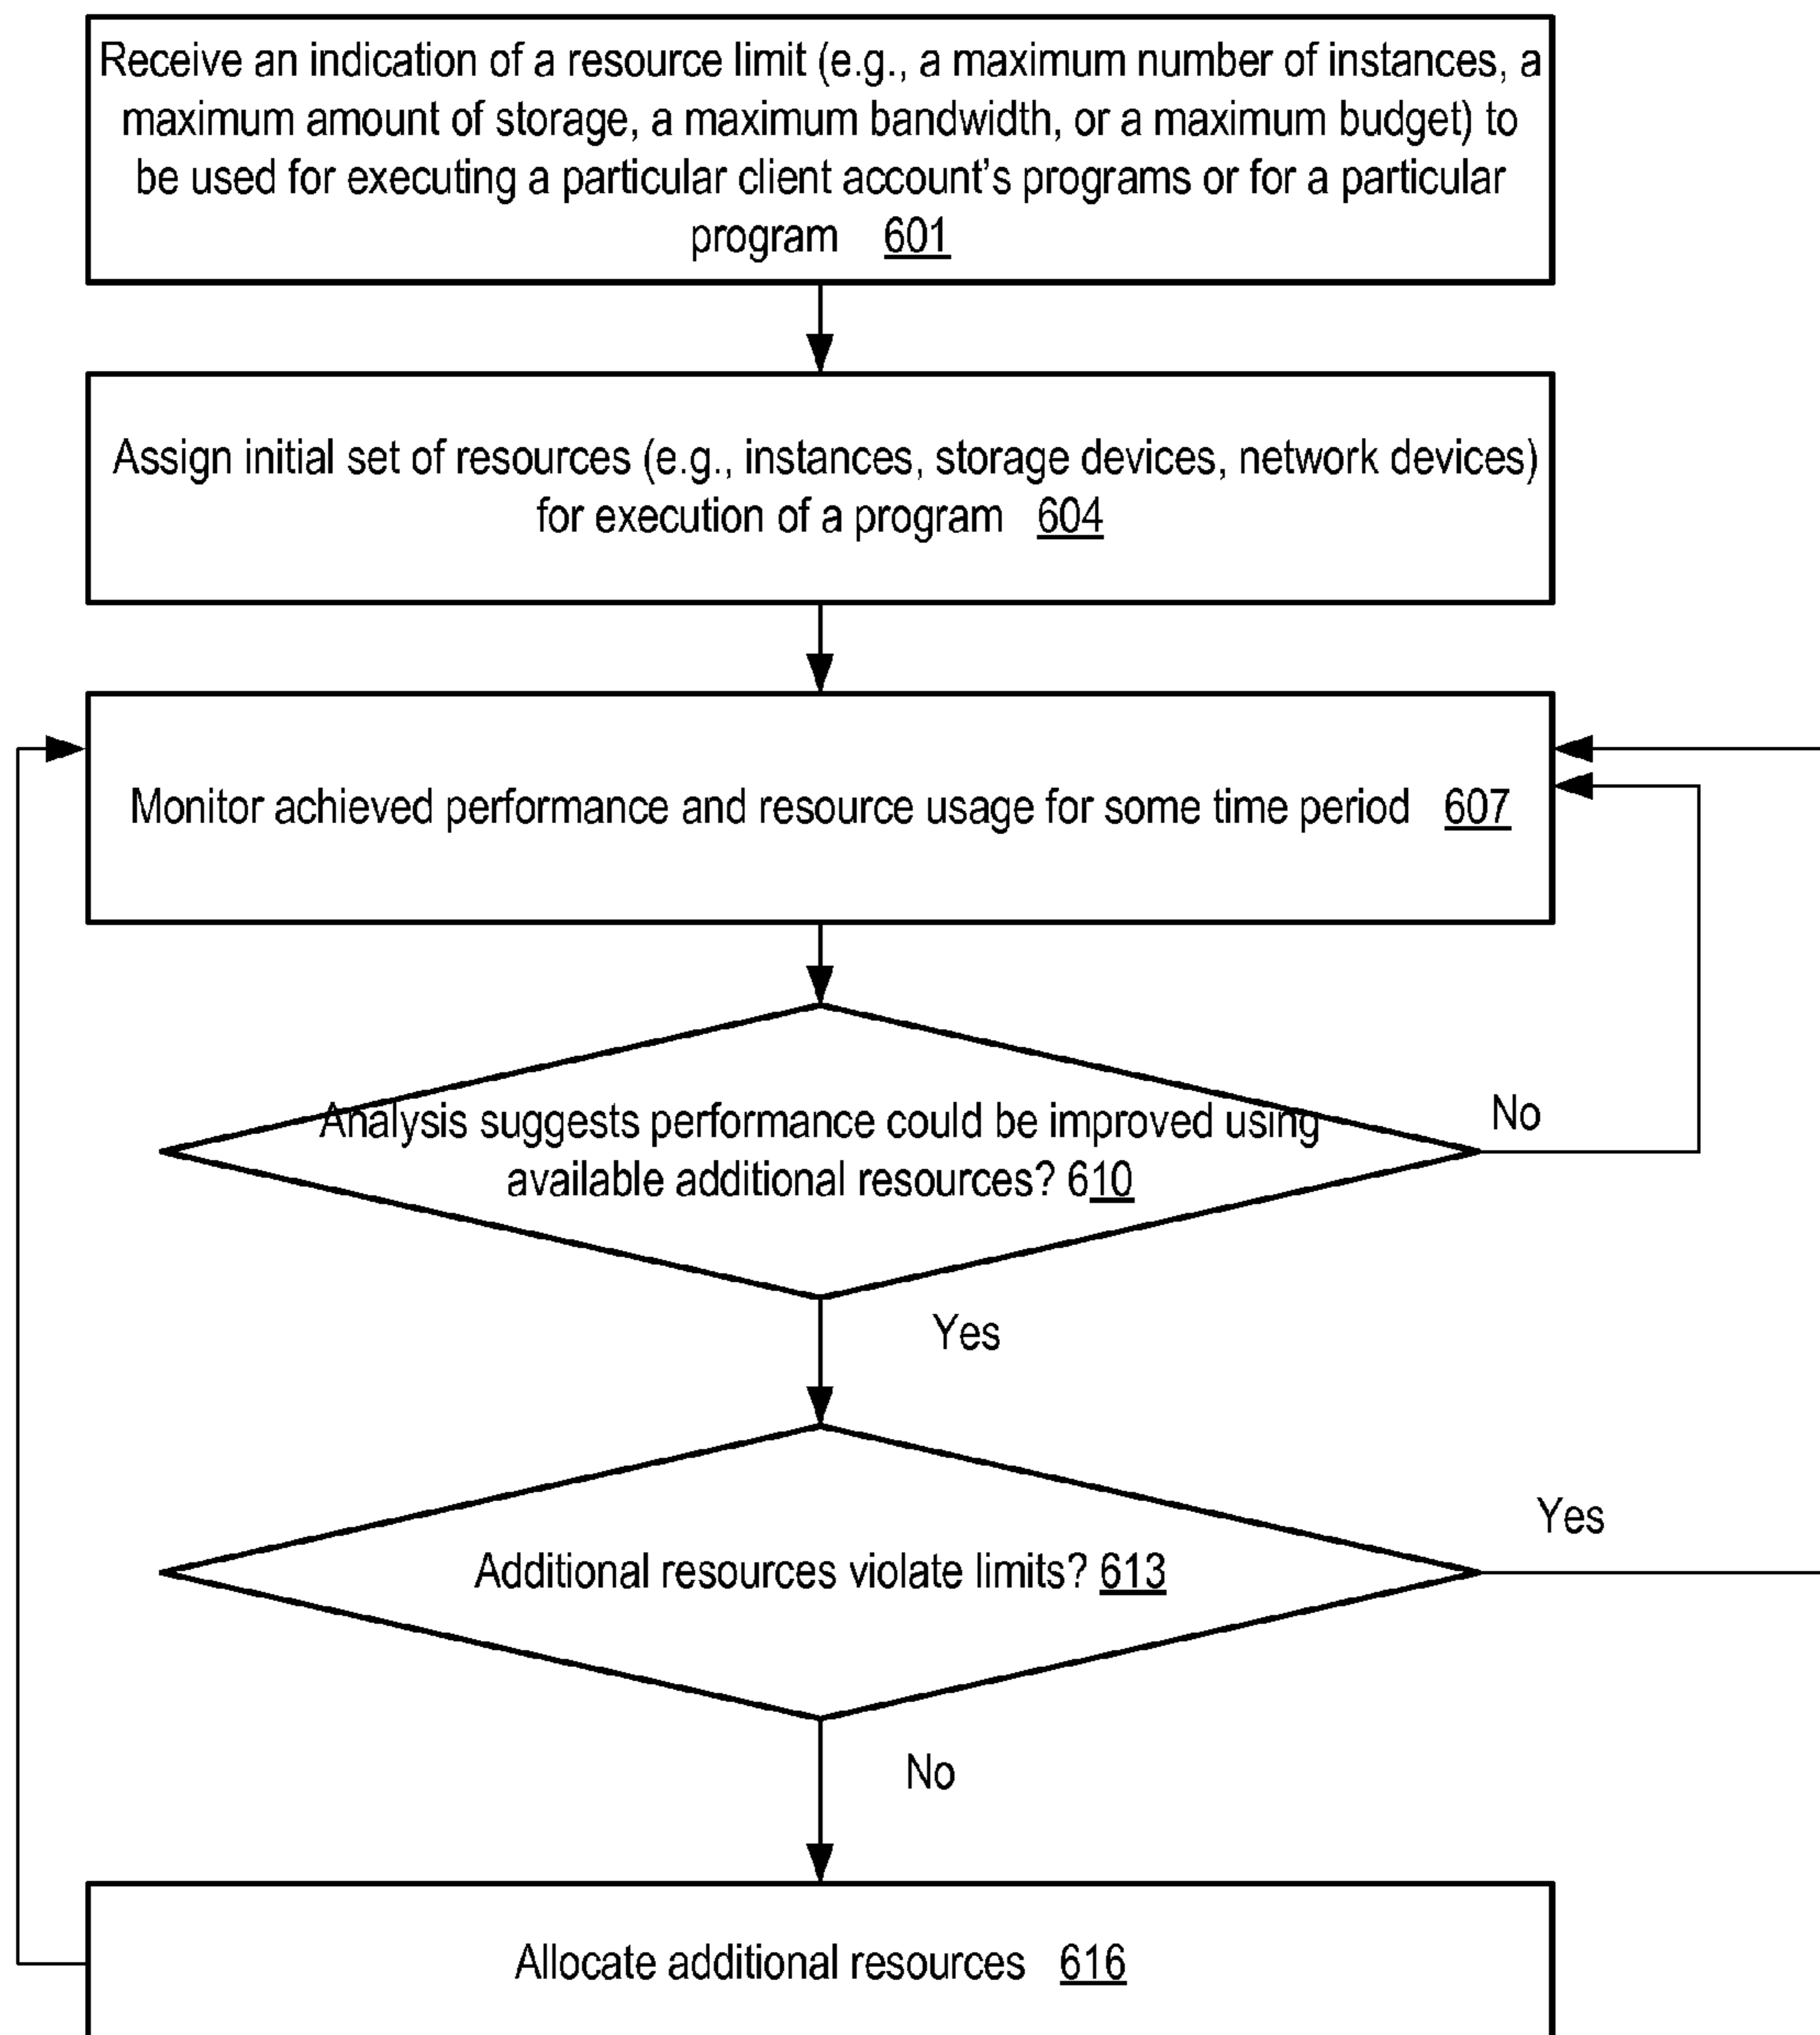 Receive an indication of a resource limit (e.g., a maximum number of instances, a
maximum amount of storage, a maximum bandwidth, or a maximum budget) to
be used for executing a particular client account’s programs or for a particular
program 601
Assign initial set of resources (e.g., instances, storage devices, network devices)
for execution of a program 604
Monitor achieved performance and resource usage for some time period 607
Analysis suggests performance could be improved using
available additional resources? 610
No
Yes
Additional resources violate limits? 613
Yes
No
Allocate additional resources 616